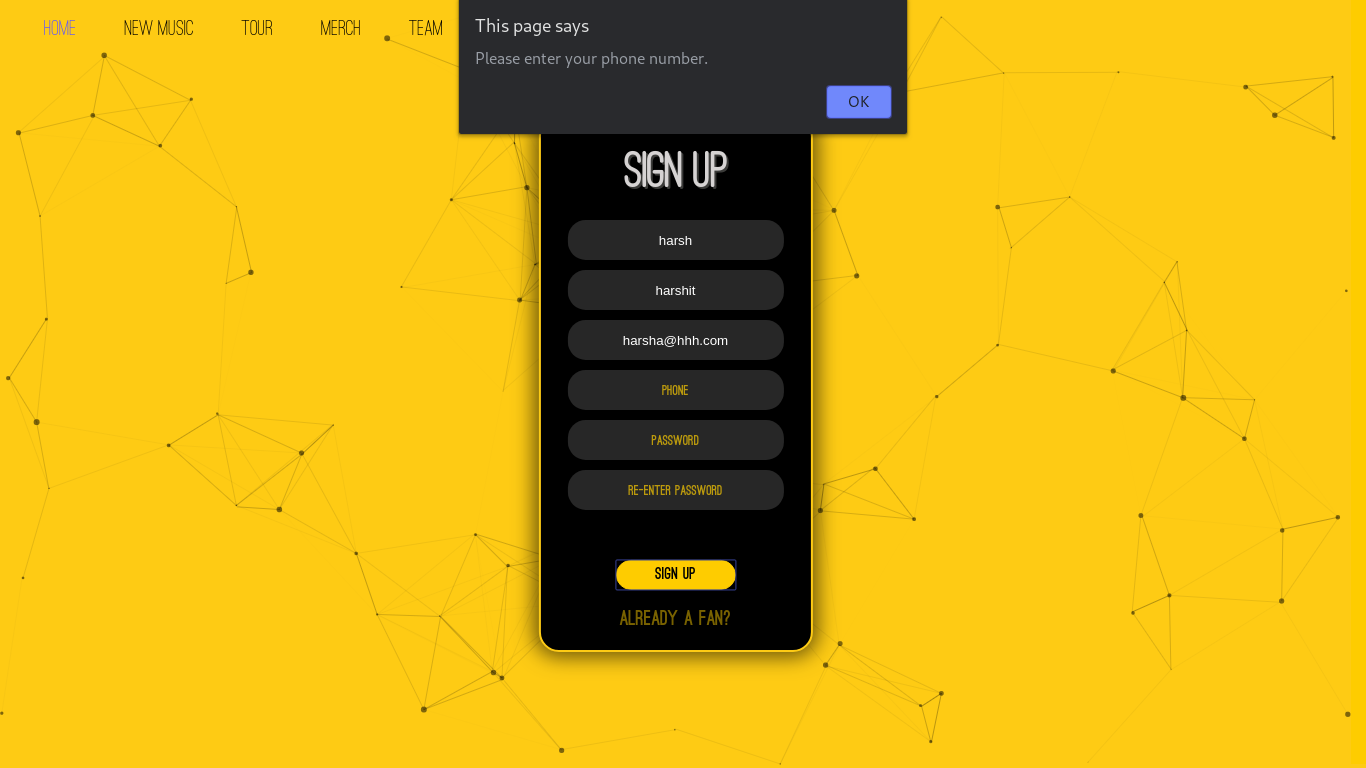 HOME NEW MUSIC TOUR MERCH TEAM
This page says
Please enter your phone number.
OK
SIGN UP
harsh
harshit
harsha@hhh.com
PHONE
PASSWORD
RE-ENTER PASSWORD
SIGN UP
ALREADY A FAN?